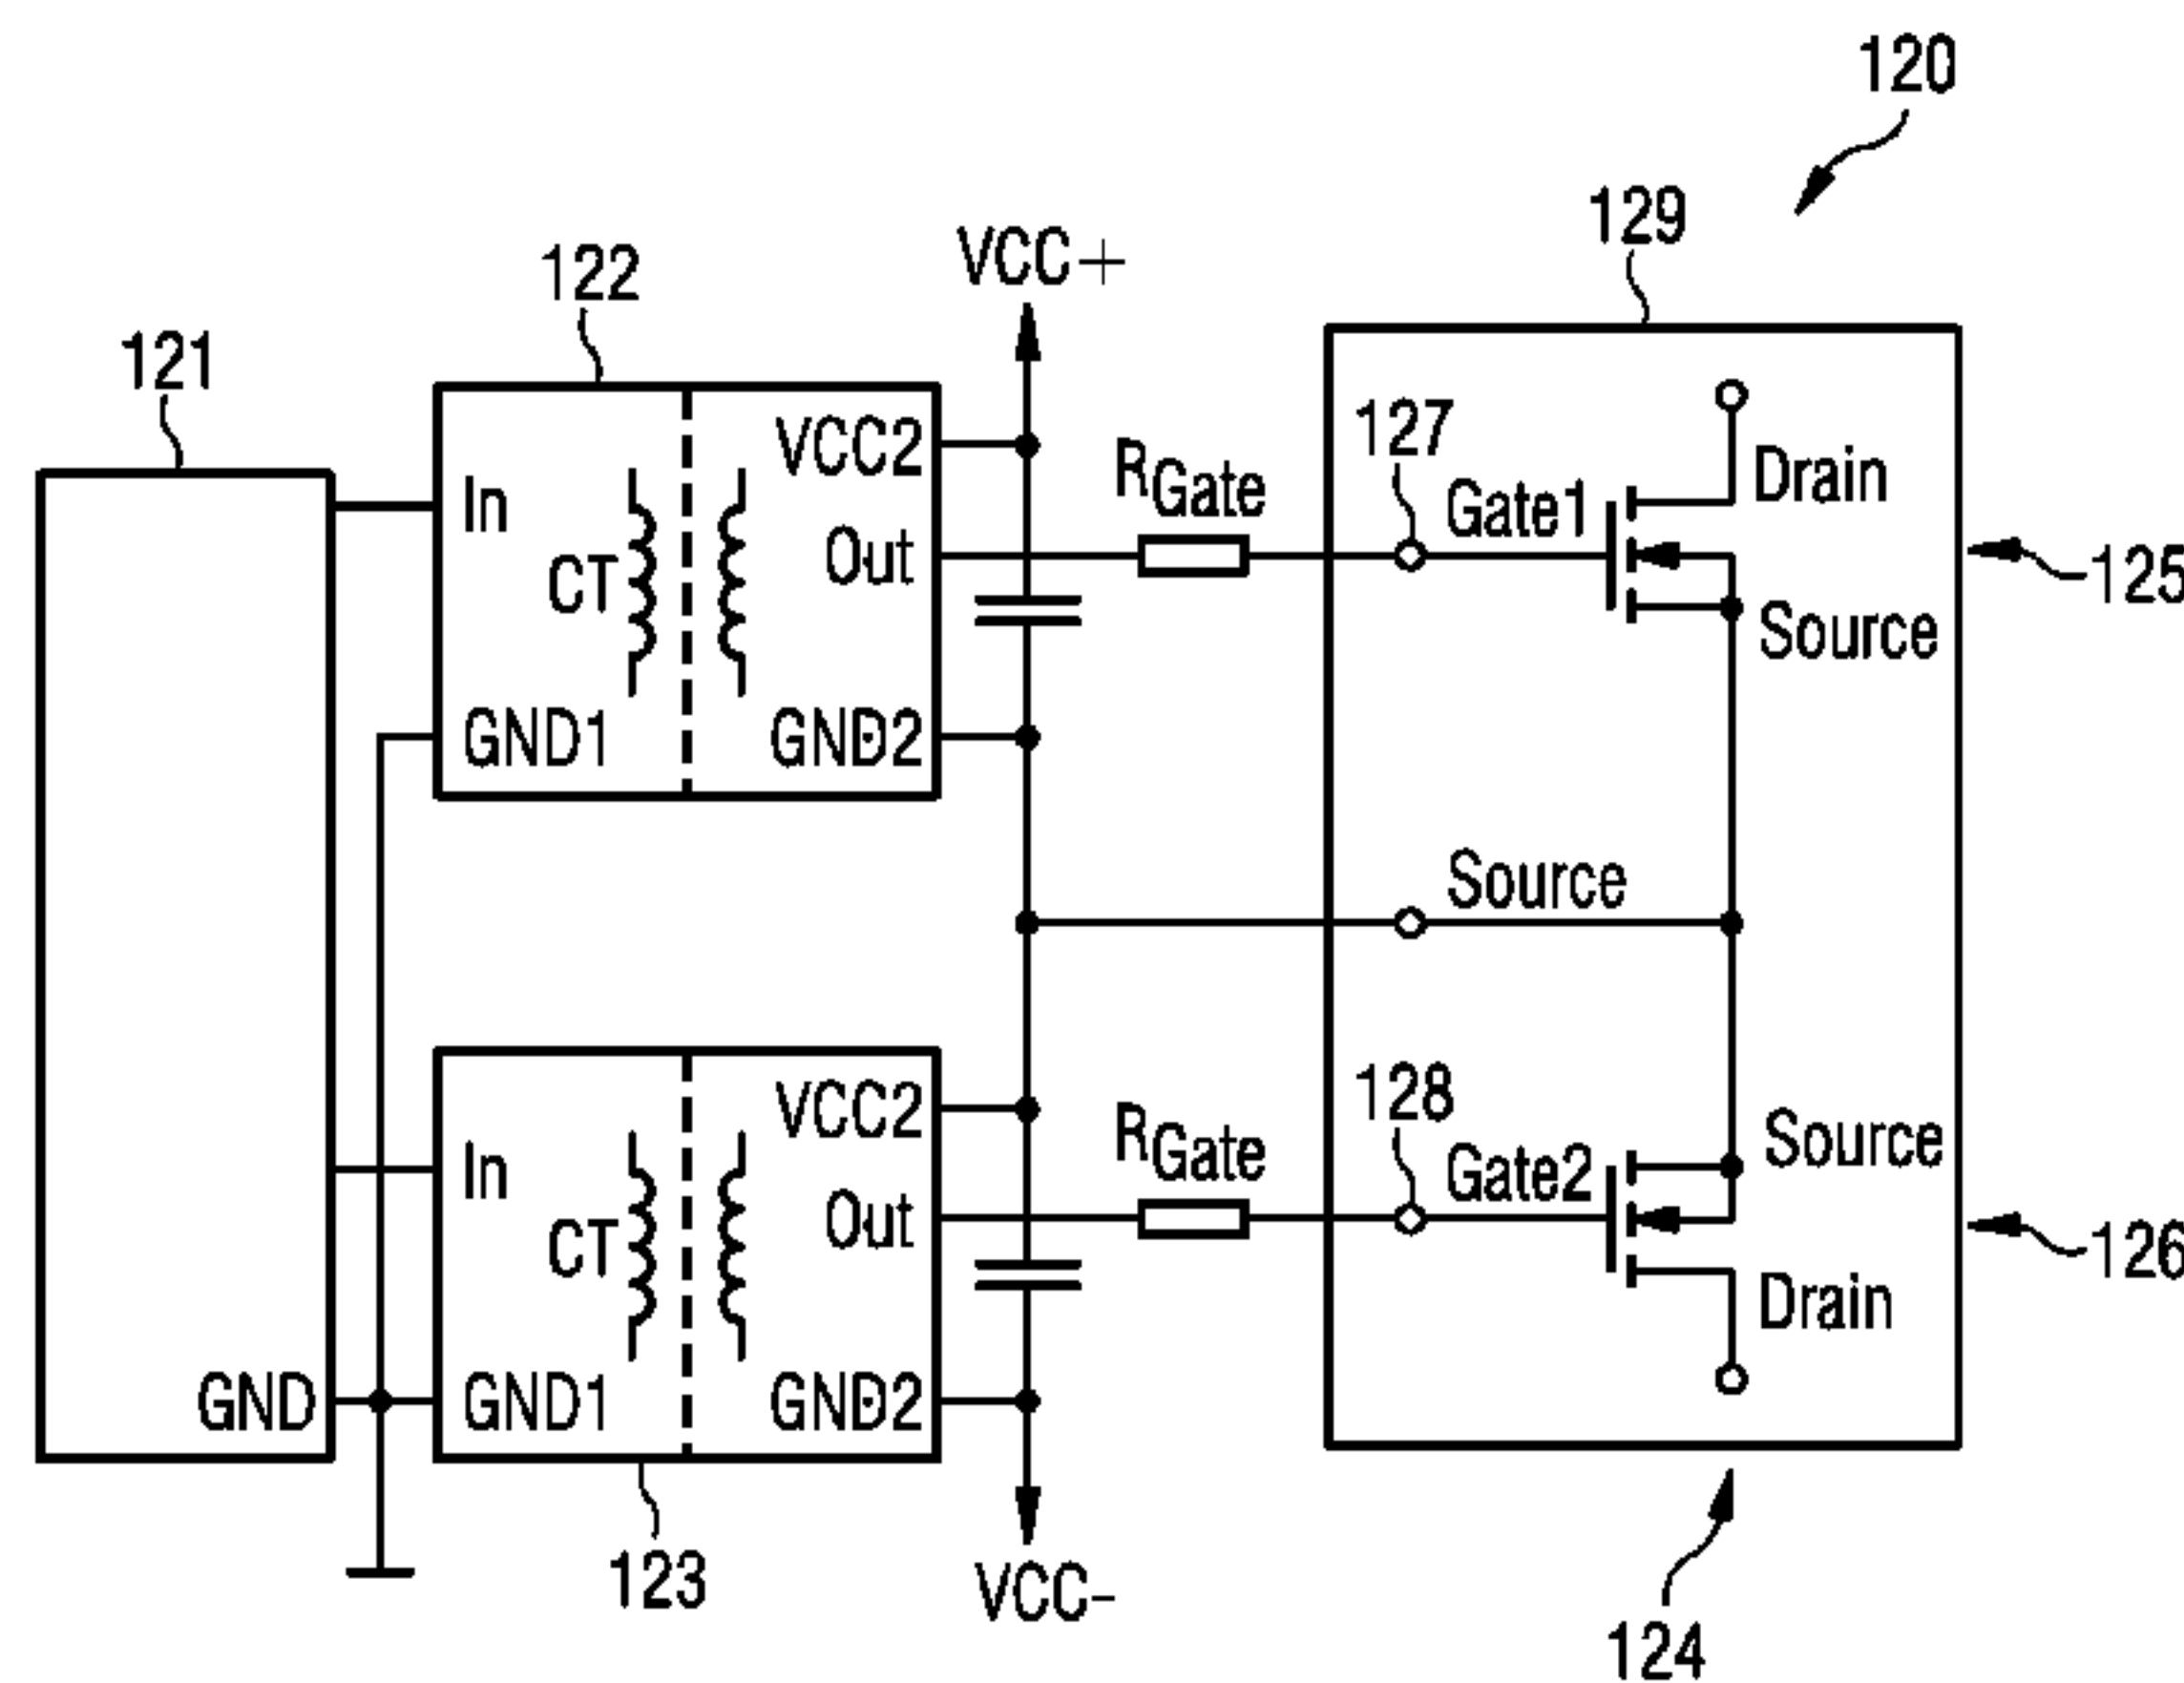 120
129
VCC+
122
121
127
RGate
Gate1
Drain
Source
125
In
CT
GND1
VCC2
Out
GND2
Source
128
RGate
Gate2
Source
Drain
126
In
CT
GND1
VCC2
Out
GND2
GND
123
VCC-
124